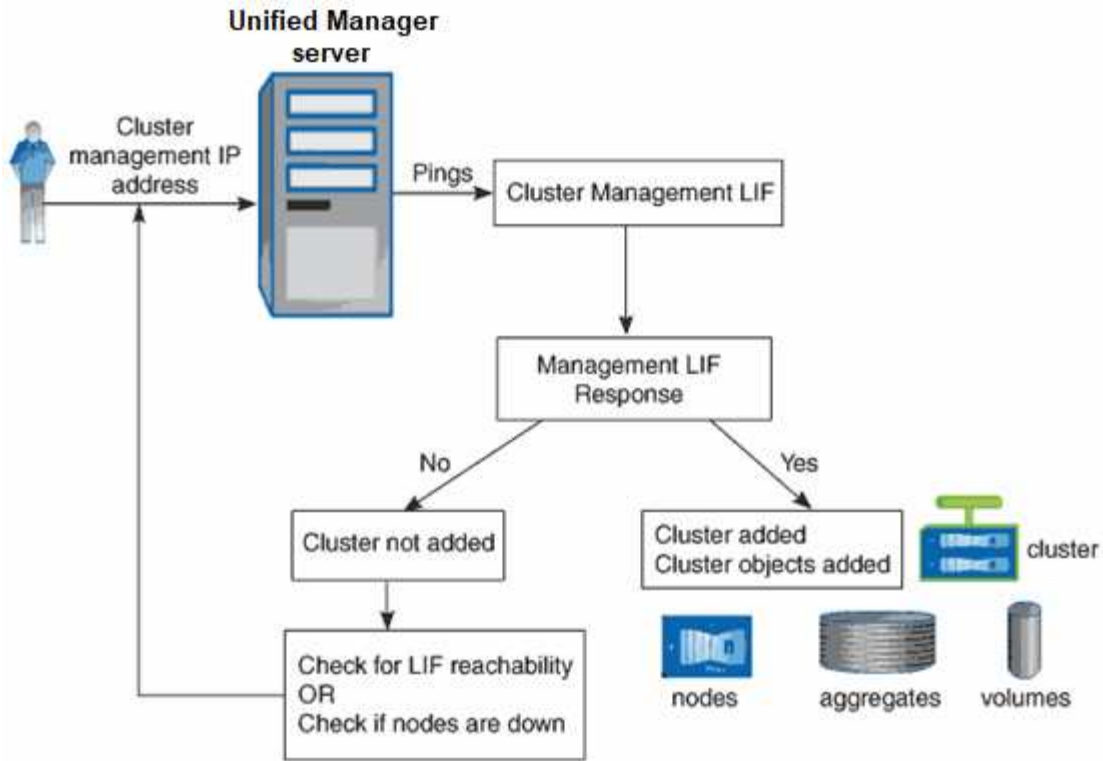 Unified Manager
server
Cluster
management IP
address
Pings
Cluster Management LIF
Management LIF
Response
No
Yes
Cluster not added
Cluster added
Cluster objects added
cluster
Check for LIF reachability
OR
Check if nodes are down
nodes
aggregates
volumes